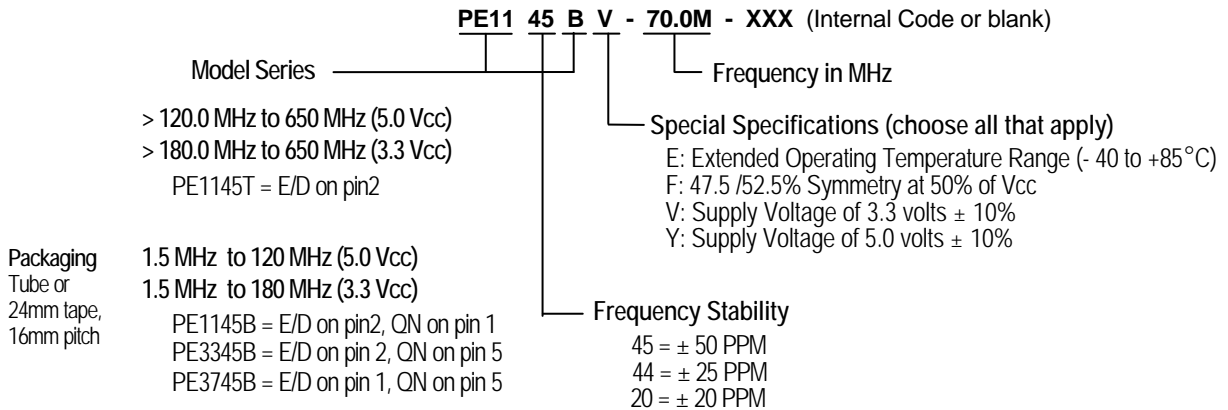 PE11 45 B V - 70.0M - XXX (Internal Code or blank)
Model Series
Frequency in MHz
> 120.0 MHz to 650 MHz (5.0 Vcc)
> 180.0 MHz to 650 MHz (3.3 Vcc)
PE1145T = E/D on pin2
Special Specifications (choose all that apply)
E: Extended Operating Temperature Range (- 40 to +85°C)
F: 47.5 /52.5% Symmetry at 50% of Vcc
V: Supply Voltage of 3.3 volts ± 10%
Y: Supply Voltage of 5.0 volts ± 10%
Packaging
Tube or
24mm tape,
16mm pitch
1.5 MHz to 120 MHz (5.0 Vcc)
1.5 MHz to 180 MHz (3.3 Vcc)
PE1145B = E/D on pin2, QN on pin 1
PE3345B = E/D on pin 2, QN on pin 5
PE3745B = E/D on pin 1, QN on pin 5
Frequency Stability
45 = ± 50 PPM
44 = ± 25 PPM
20 = ± 20 PPM